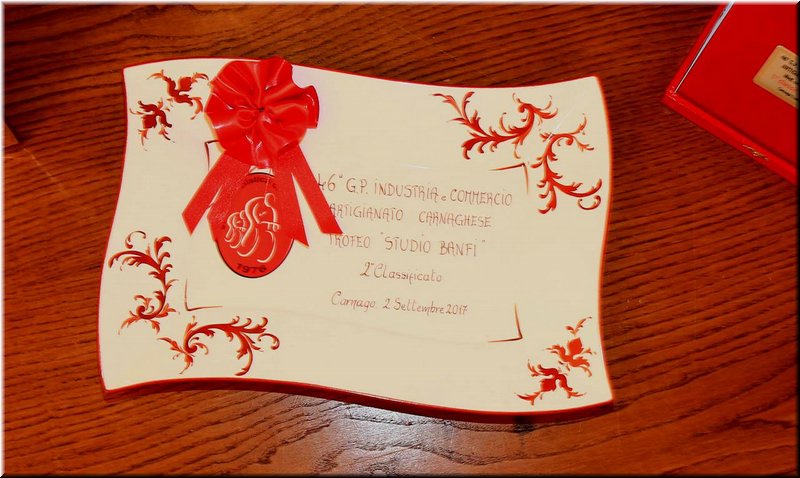 46° G.P. INDUSTRIA e COMMERCIO
ARTIGIANATO CARNAGHESE
TROFEO "STUDIO BANFI"
2° Classificato
Carnago, 2 Settembre 2017
1976